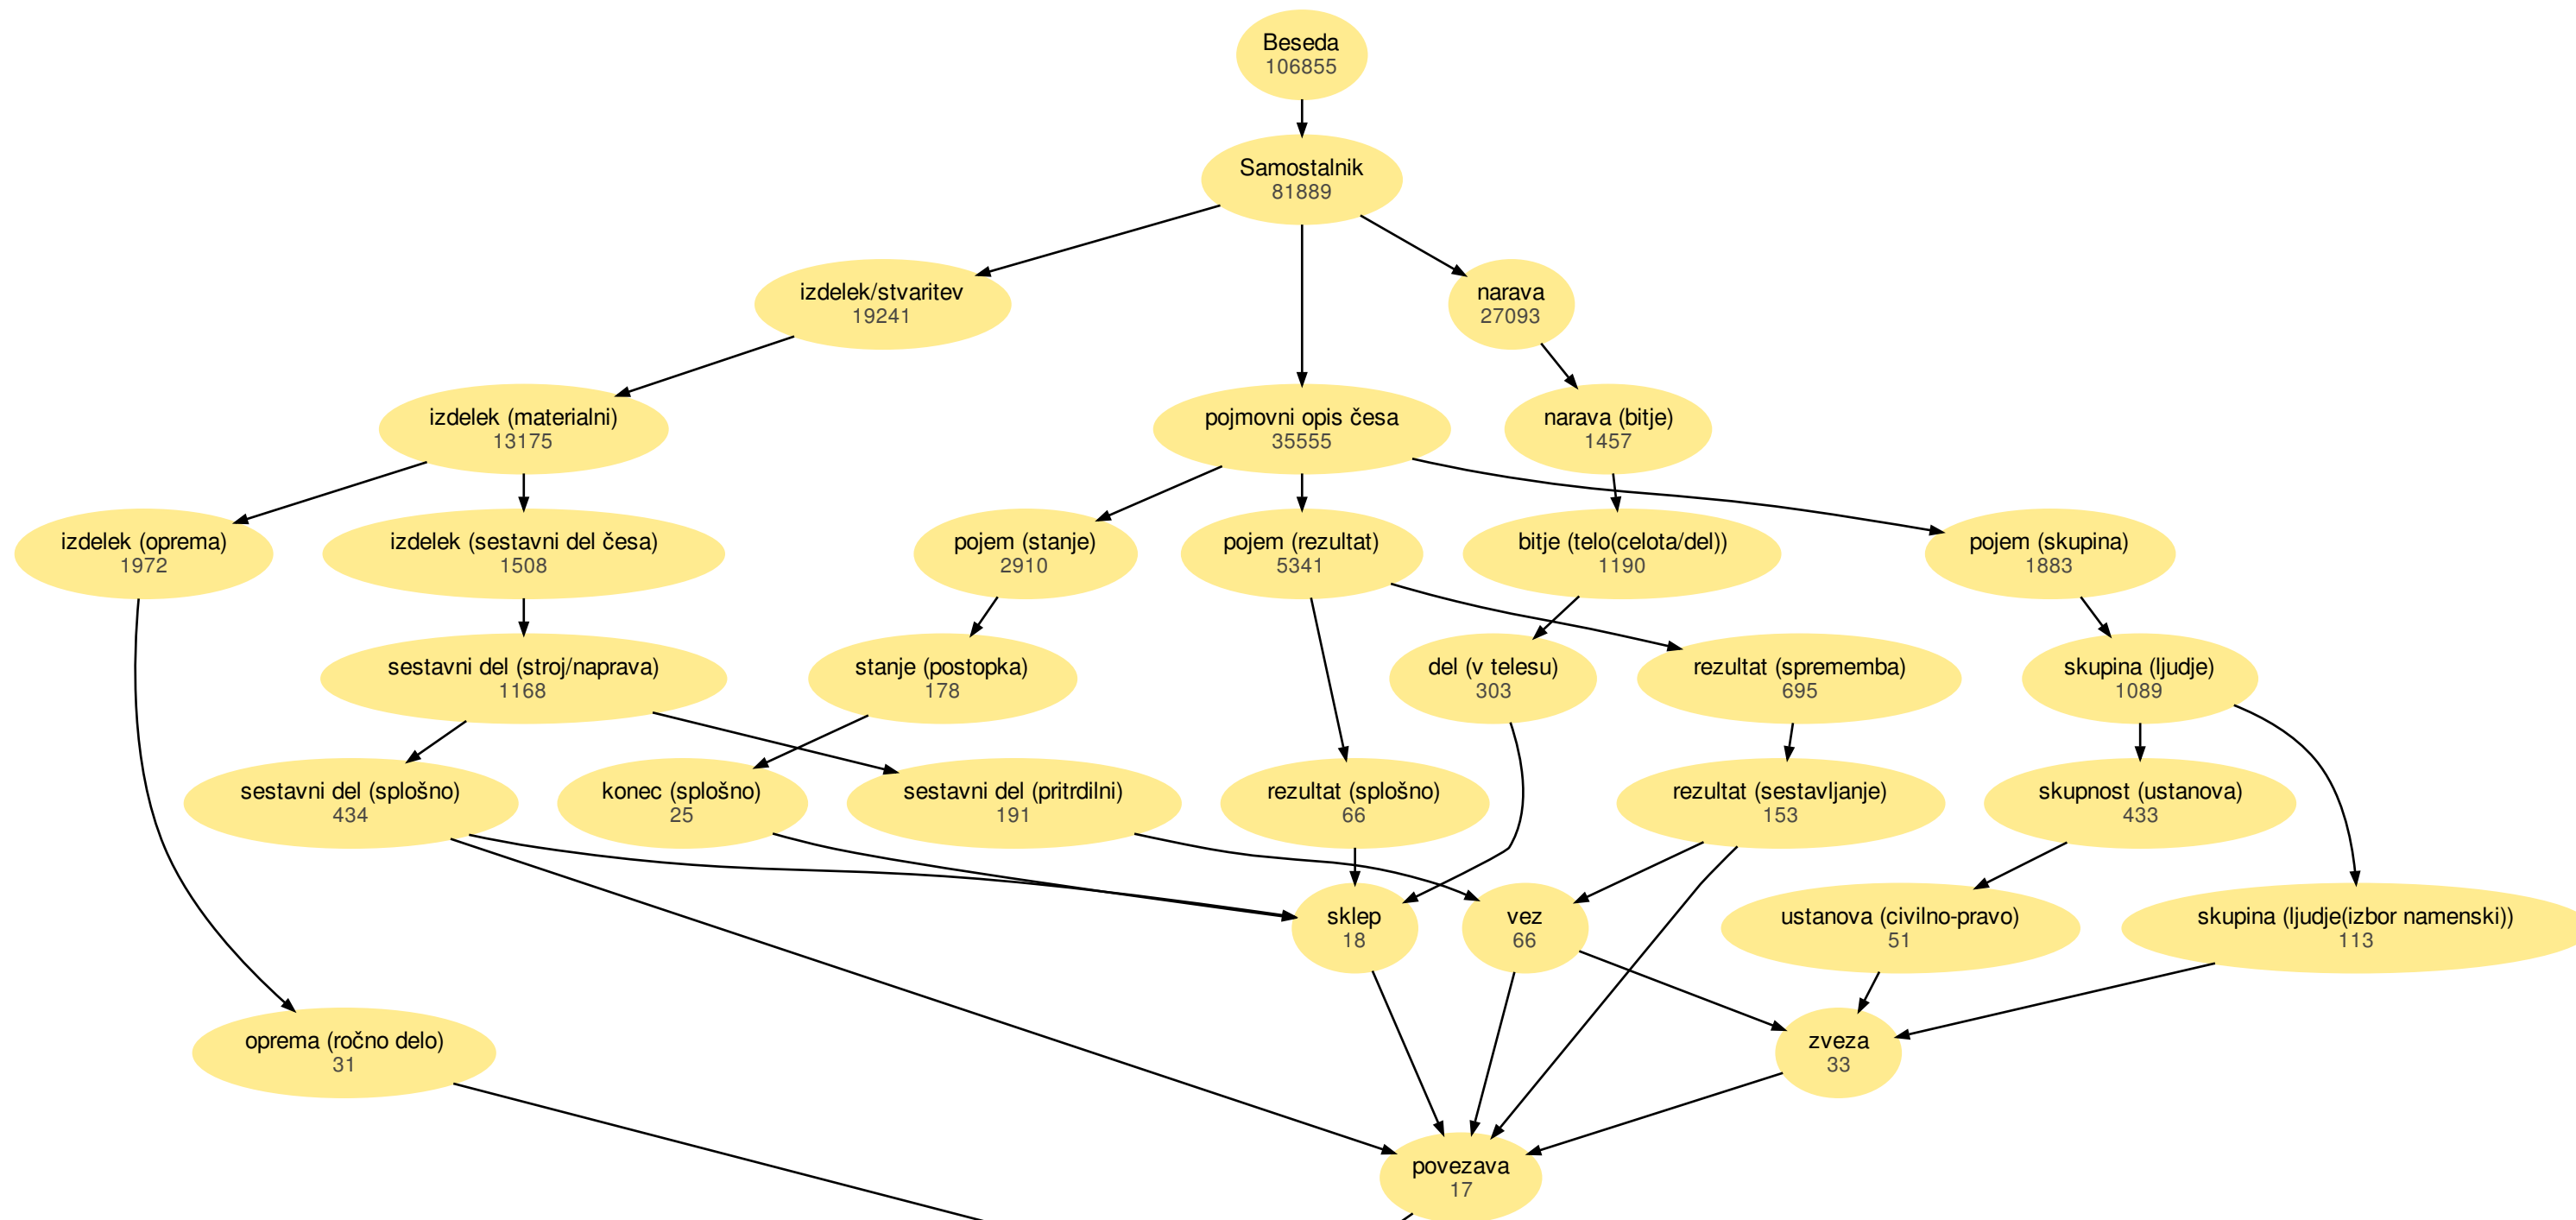 Beseda
106855
Samostalnik
81889
izdelek/stvaritev
19241
narava
27093
izdelek (materialni)
13175
pojmovni opis česa
35555
narava (bitje)
1457
izdelek (oprema)
1972
izdelek (sestavni del česa)
1508
pojem (stanje)
2910
pojem (rezultat)
5341
bitje (telo(celota/del))
1190
pojem (skupina)
1883
sestavni del (stroj/naprava)
1168
stanje (postopka)
178
del (v telesu)
303
rezultat (sprememba)
695
skupina (ljudje)
1089
sestavni del (splošno)
434
konec (splošno)
25
sestavni del (pritrdilni)
191
rezultat (splošno)
66
rezultat (sestavljanje)
153
skupnost (ustanova)
433
sklep
18
vez
66
ustanova (civilno-pravo)
51
skupina (ljudje(izbor namenski))
113
oprema (ročno delo)
31
zveza
33
povezava
17